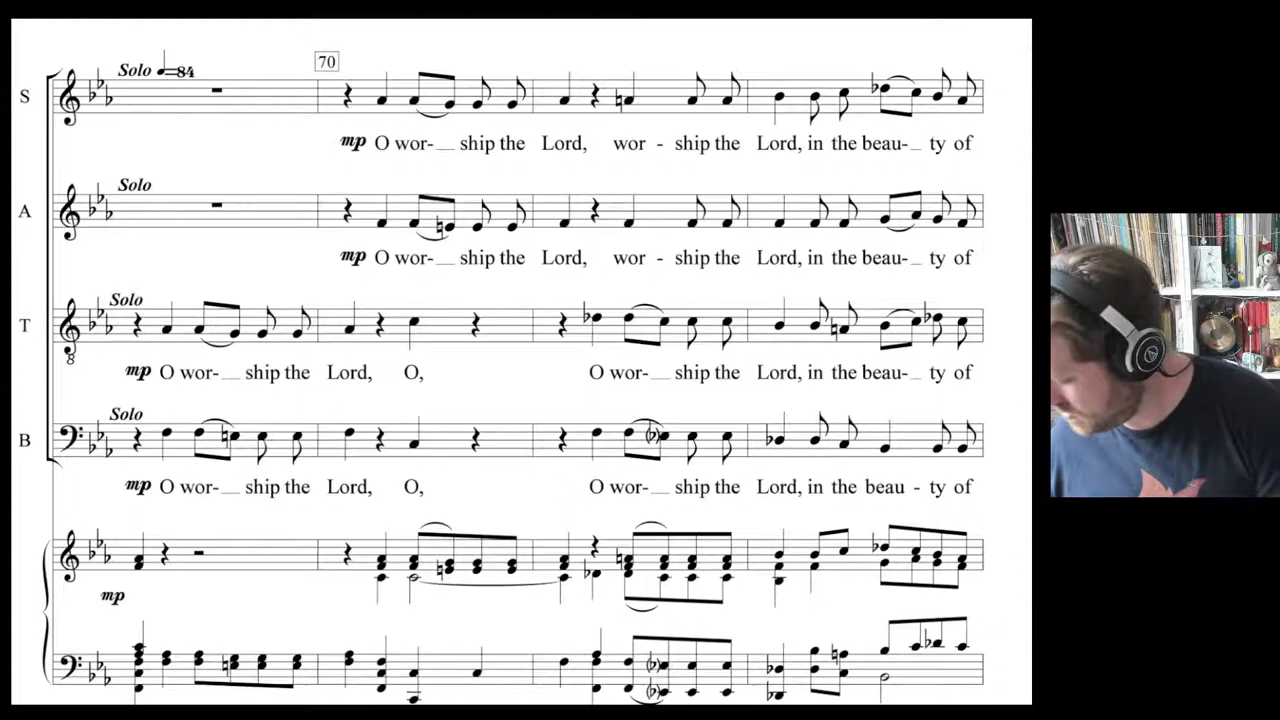 Solo ♩=84
70
S
mp O wor- ship the Lord, wor - ship the Lord, in the beau- ty of
Solo
A
mp O wor- ship the Lord, wor - ship the Lord, in the beau- ty of
Solo
T
8
mp O wor- ship the Lord, O, O wor- ship the Lord, in the beau- ty of
Solo
B
mp O wor- ship the Lord, O, O wor- ship the Lord, in the beau - ty of
mp